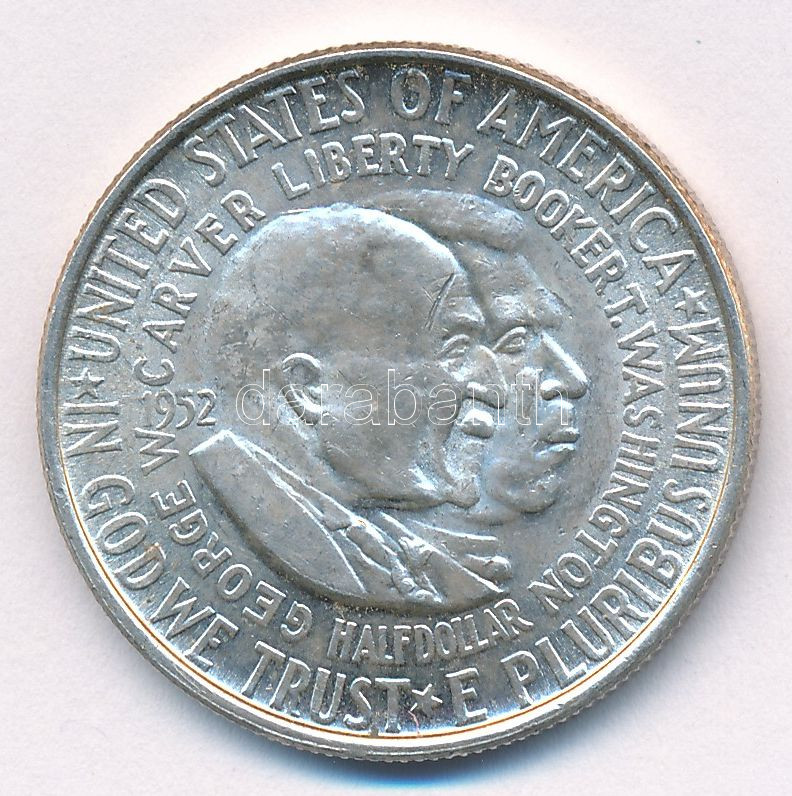 UNITED STATES OF AMERICA
E PLURIBUS UNUM
IN GOD WE TRUST
GEORGE W. CARVER LIBERTY BOOKER T. WASHINGTON
HALF DOLLAR
1952
darabanth